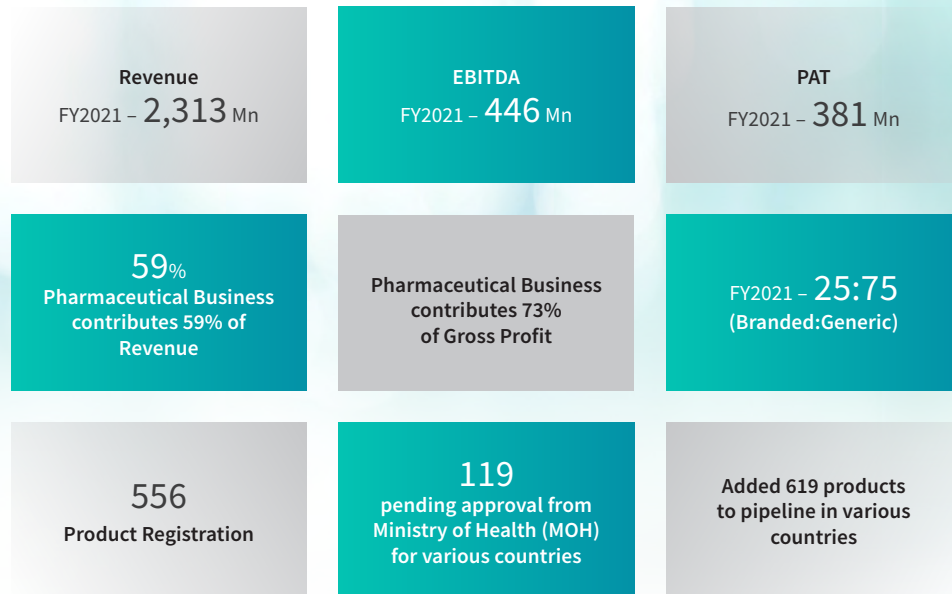 Revenue
FY2021 – 2,313 Mn
EBITDA
FY2021 – 446 Mn
PAT
FY2021 – 381 Mn
59%
Pharmaceutical Business
contributes 59% of
Revenue
Pharmaceutical Business
contributes 73%
of Gross Profit
FY2021 – 25:75
(Branded:Generic)
556
Product Registration
119
pending approval from
Ministry of Health (MOH)
for various countries
Added 619 products
to pipeline in various
countries